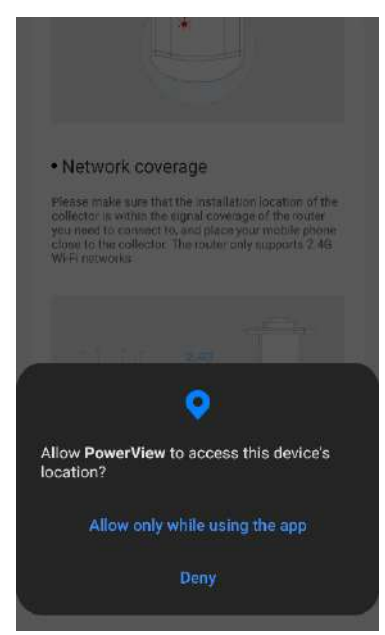 • Network coverage
Please make sure that the installation location of the
collector is within the signal coverage of the router
you need to connect to, and place your mobile phone
close to the collector. The router only supports 2.4G
Wi-Fi networks
2.4G
Allow PowerView to access this device's
location?
Allow only while using the app
Deny